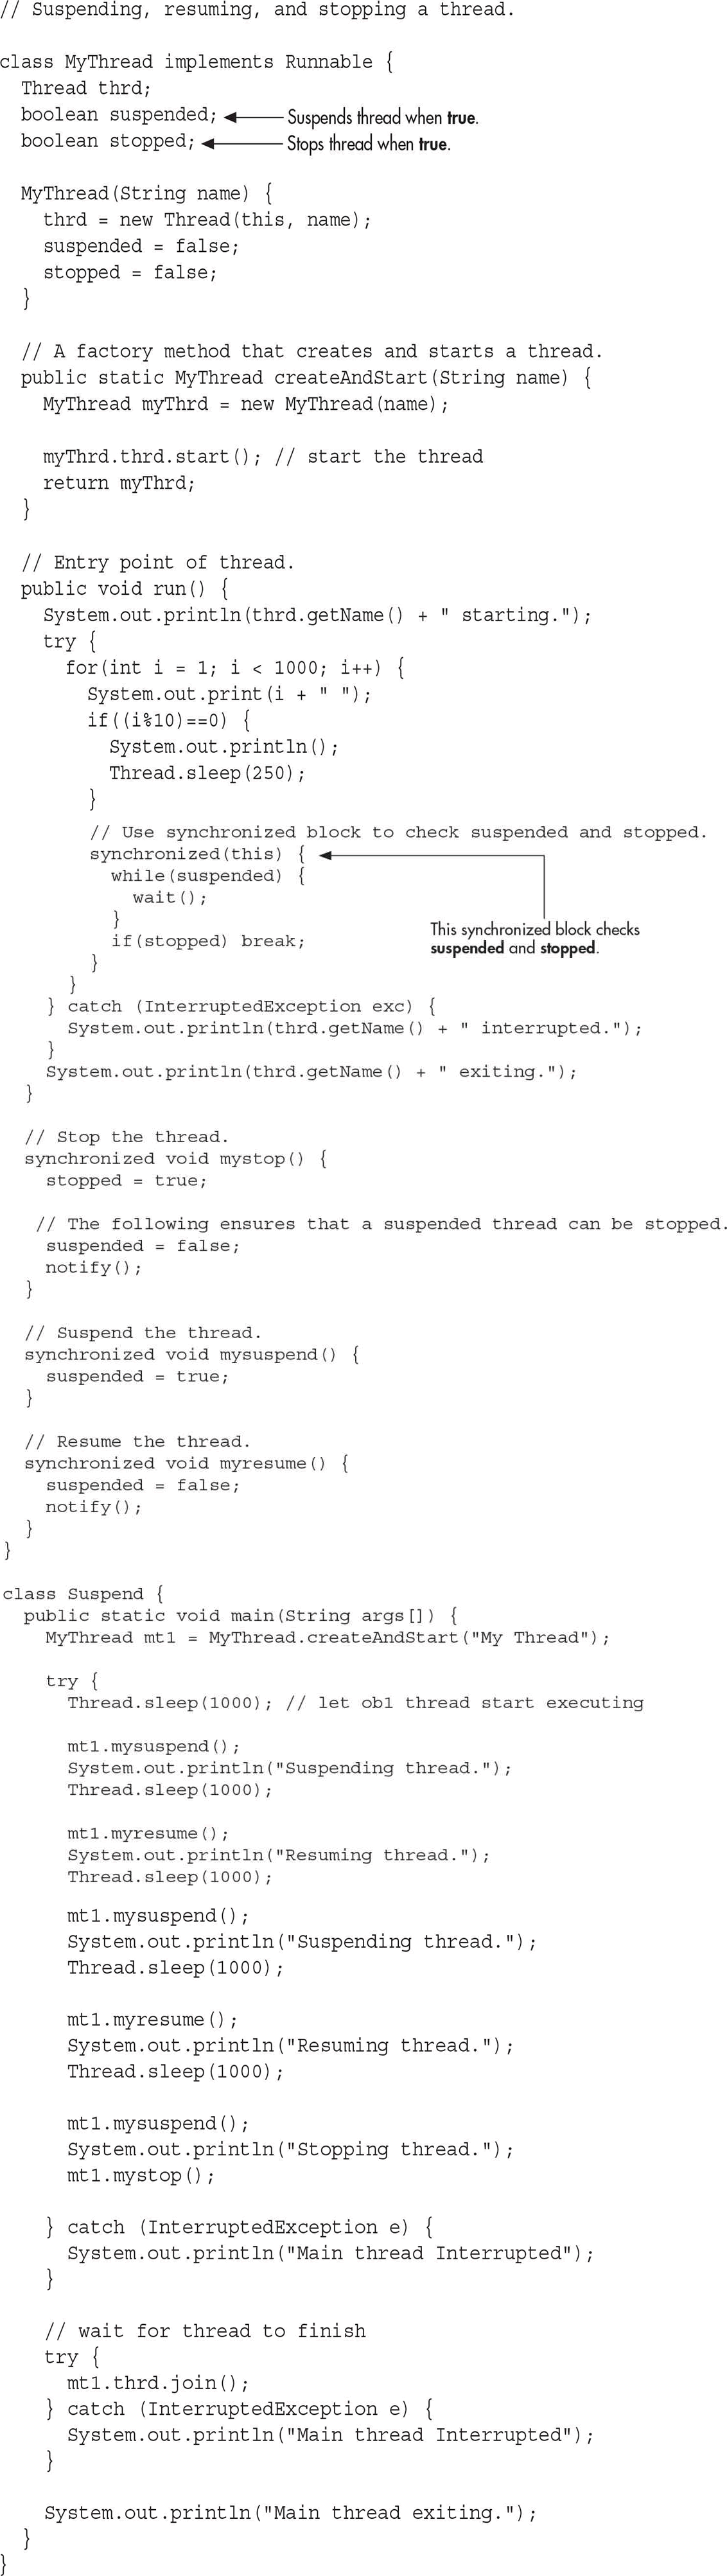 // Suspending, resuming, and stopping a thread.

class MyThread implements Runnable {
  Thread thrd;
  boolean suspended; Suspends thread when true.
  boolean stopped; Stops thread when true.

  MyThread(String name) {
    thrd = new Thread(this, name);
    suspended = false;
    stopped = false;
  }

  // A factory method that creates and starts a thread.
  public static MyThread createAndStart(String name) {
    MyThread myThrd = new MyThread(name);

    myThrd.thrd.start(); // start the thread
    return myThrd;
  }

  // Entry point of thread.
  public void run() {
    System.out.println(thrd.getName() + " starting.");
    try {
      for(int i = 1; i < 1000; i++) {
        System.out.print(i + " ");
        if((i%10)==0) {
          System.out.println();
          Thread.sleep(250);
        }
        // Use synchronized block to check suspended and stopped.
        synchronized(this) {
          while(suspended) {
            wait();
          }
          if(stopped) break;
        }
This synchronized block checks
suspended and stopped.
      }
    } catch (InterruptedException exc) {
      System.out.println(thrd.getName() + " interrupted.");
    }
    System.out.println(thrd.getName() + " exiting.");
  }

  // Stop the thread.
  synchronized void mystop() {
    stopped = true;

   // The following ensures that a suspended thread can be stopped.
    suspended = false;
    notify();
  }

  // Suspend the thread.
  synchronized void mysuspend() {
    suspended = true;
  }

  // Resume the thread.
  synchronized void myresume() {
    suspended = false;
    notify();
  }
}

class Suspend {
  public static void main(String args[]) {
    MyThread mt1 = MyThread.createAndStart("My Thread");

    try {
      Thread.sleep(1000); // let ob1 thread start executing

      mt1.mysuspend();
      System.out.println("Suspending thread.");
      Thread.sleep(1000);

      mt1.myresume();
      System.out.println("Resuming thread.");
      Thread.sleep(1000);

      mt1.mysuspend();
      System.out.println("Suspending thread.");
      Thread.sleep(1000);

      mt1.myresume();
      System.out.println("Resuming thread.");
      Thread.sleep(1000);

      mt1.mysuspend();
      System.out.println("Stopping thread.");
      mt1.mystop();

    } catch (InterruptedException e) {
      System.out.println("Main thread Interrupted");
    }

    // wait for thread to finish
    try {
      mt1.thrd.join();
    } catch (InterruptedException e) {
      System.out.println("Main thread Interrupted");
    }

    System.out.println("Main thread exiting.");
  }
}